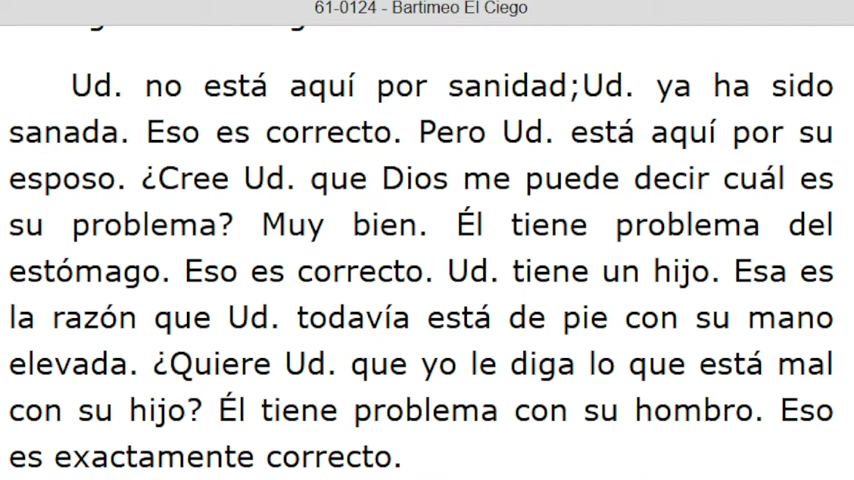 61-0124 - Bartimeo El Ciego
Ud. no está aquí por sanidad;Ud. ya ha sido
sanada. Eso es correcto. Pero Ud. está aquí por su
esposo. ¿Cree Ud. que Dios me puede decir cuál es
su problema? Muy bien. Él tiene problema del
estómago. Eso es correcto. Ud. tiene un hijo. Esa es
la razón que Ud. todavía está de pie con su mano
elevada. ¿Quiere Ud. que yo le diga lo que está mal
con su hijo? Él tiene problema con su hombro. Eso
es exactamente correcto.